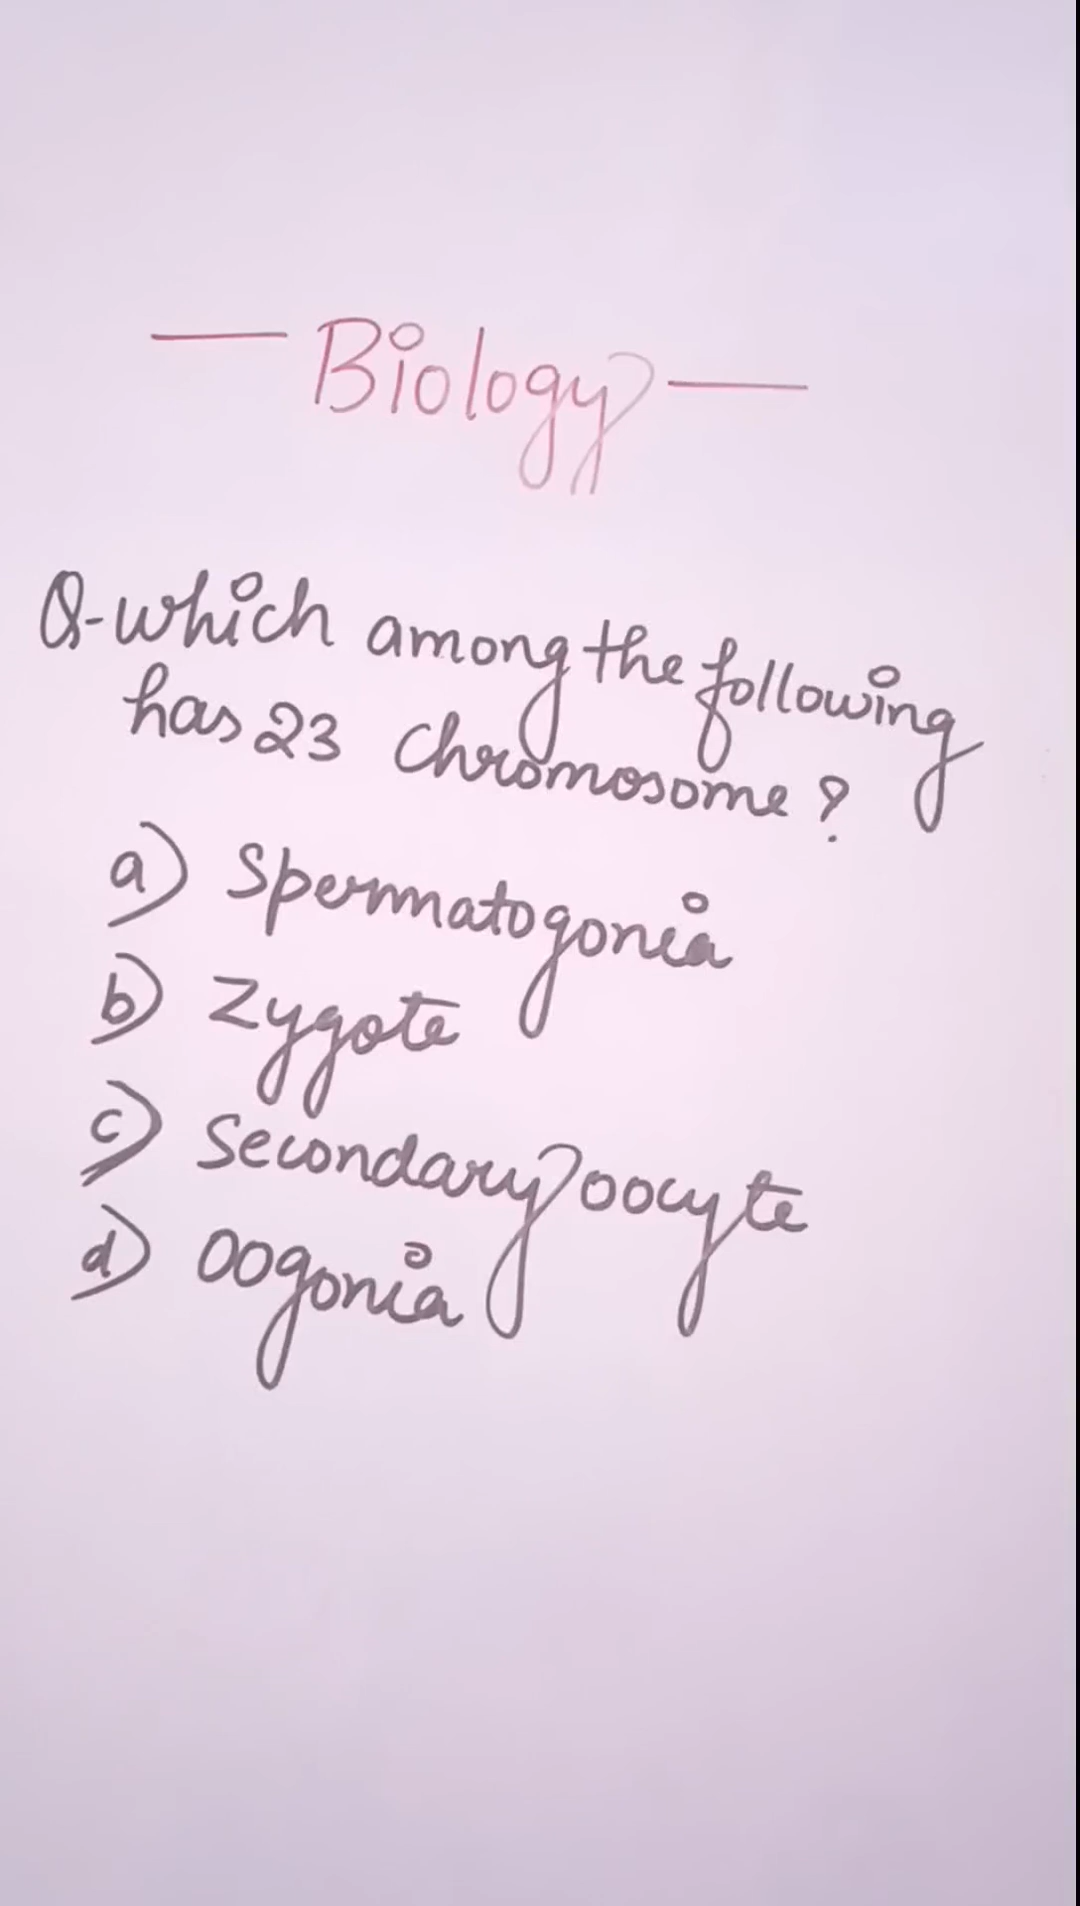 — Biology —
Q- which among the following
has 23 chromosome ?
a) Spermatogonia
b) Zygote
c) Secondary oocyte
d) oogonia